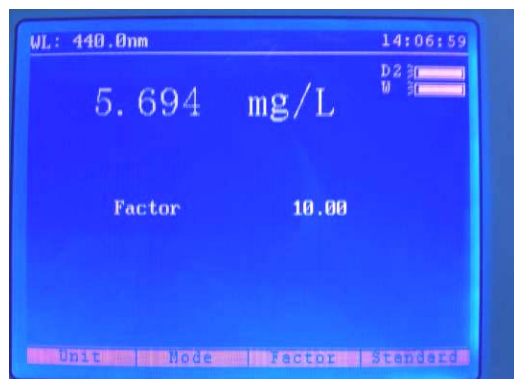 WL: 440.0nm 14:06:59
D2
W
5.694 mg/L
Factor 10.00
Unit Mode Factor Standard